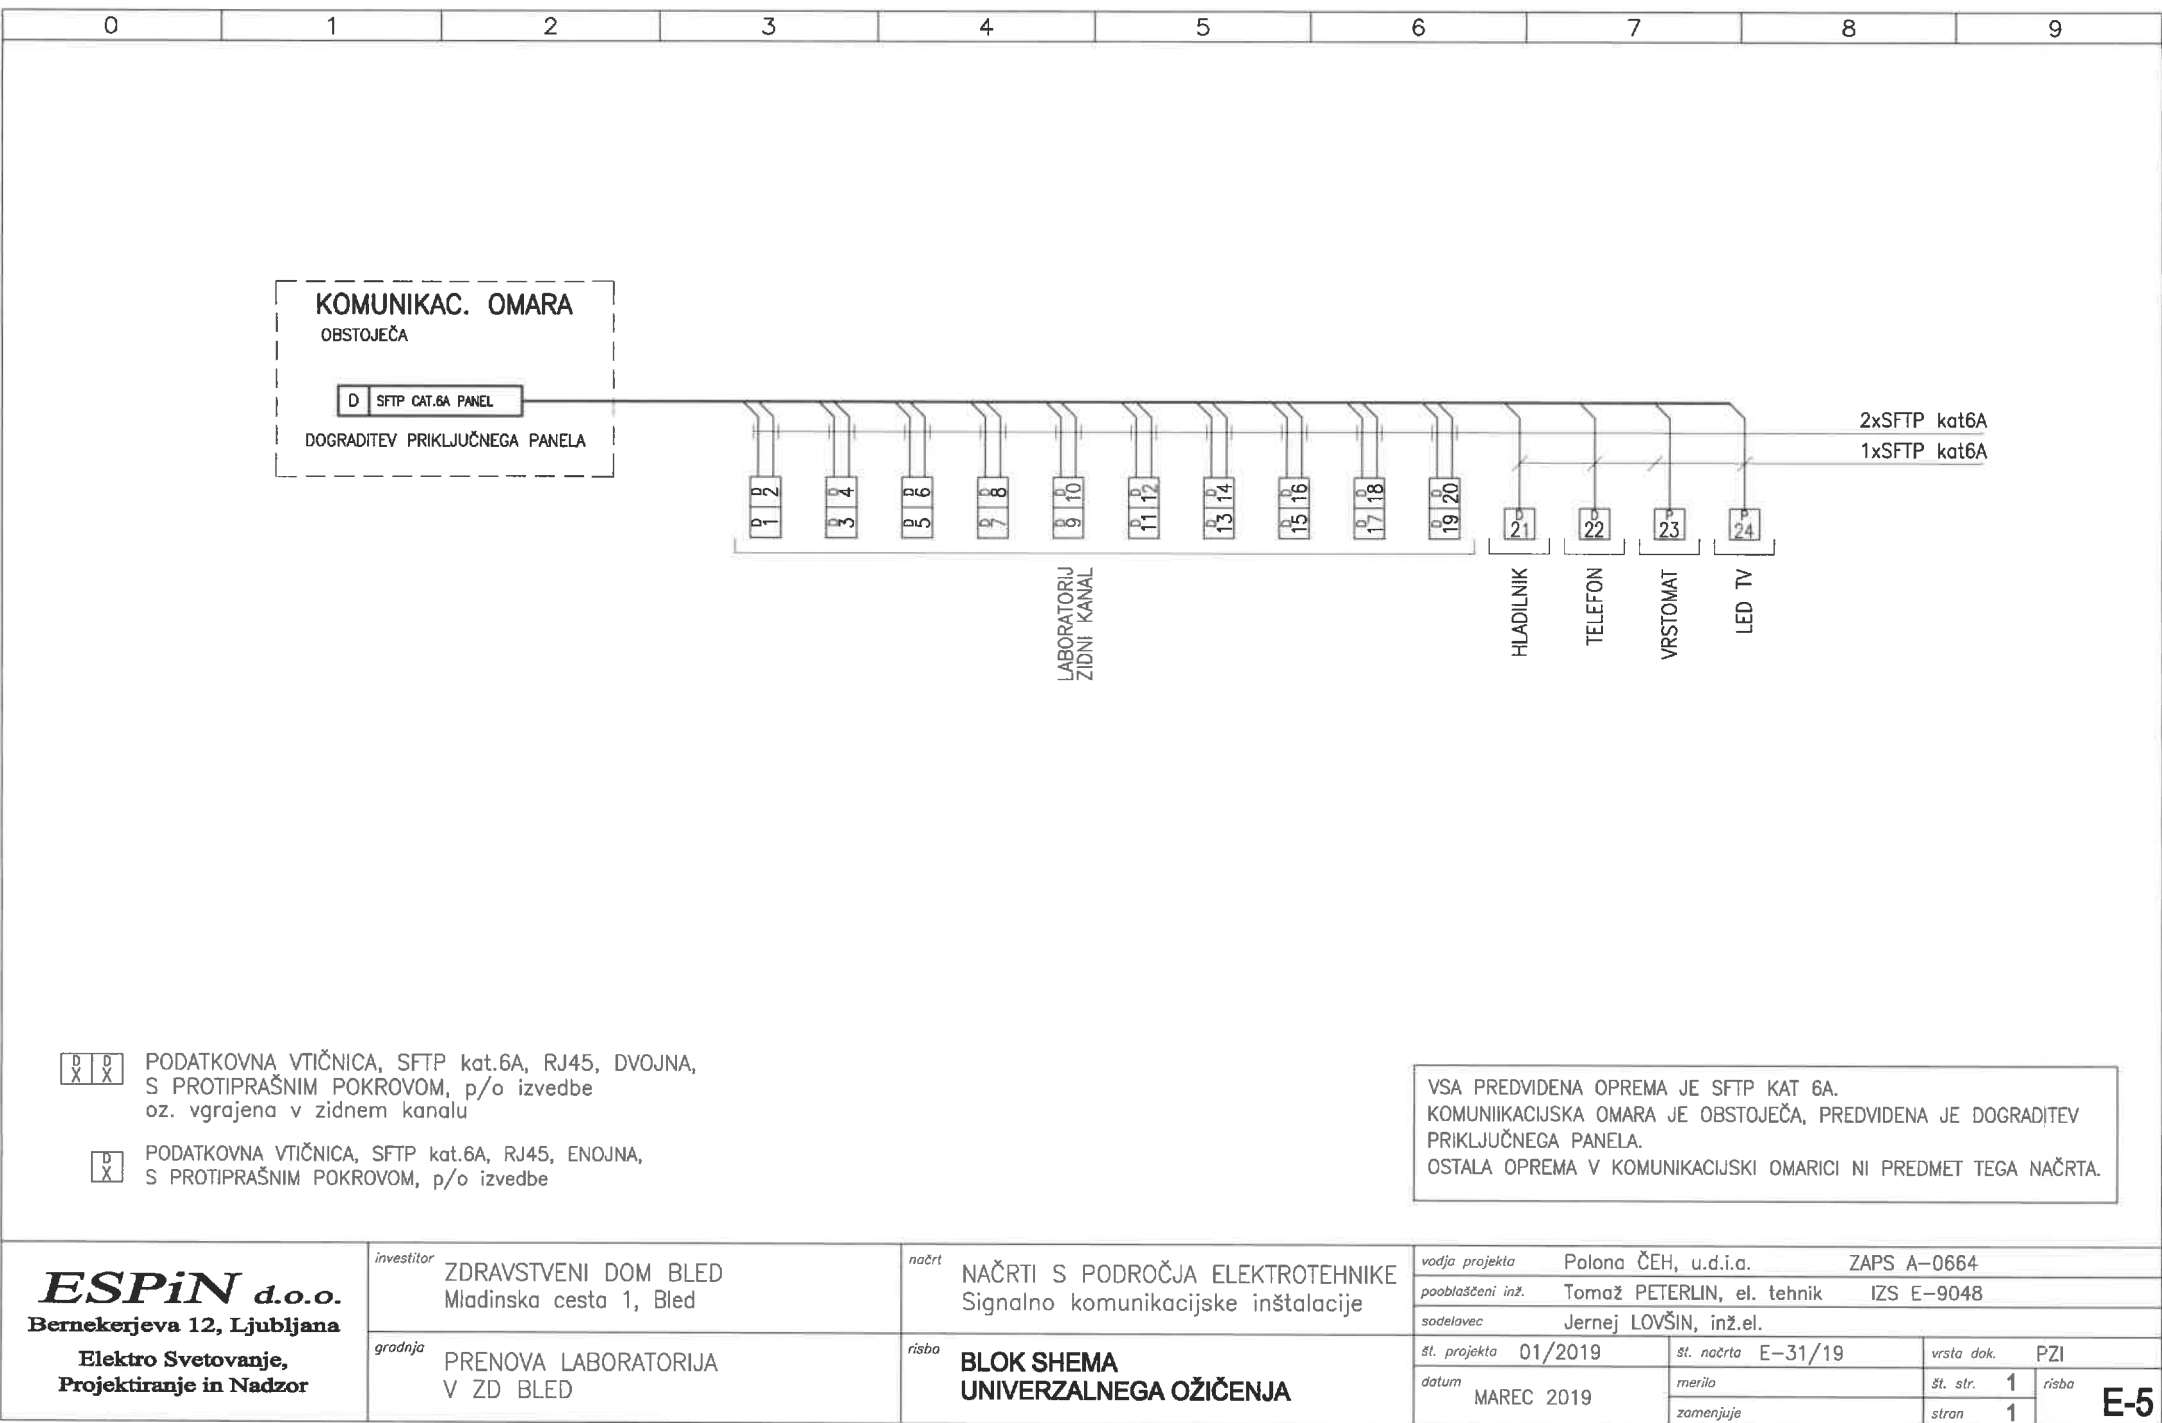 0 1 2 3 4 5 6 7 8 9
KOMUNIKAC. OMARA
OBSTOJEČA
D SFTP CAT.6A PANEL
DOGRADITEV PRIKLJUČNEGA PANELA
2xSFTP kat6A
1xSFTP kat6A
D 2 D 4 D 6 D 8 D 10 D 12 D 14 D 16 D 18 D 20
D 1 D 3 D 5 D 7 D 9 D 11 D 13 D 15 D 17 D 19
D 21 D 22 P 23 P 24
LABORATORIJ
ZIDNI KANAL
HLADILNIK
TELEFON
VRSTOMAT
LED TV
D X D X
PODATKOVNA VTIČNICA, SFTP kat.6A, RJ45, DVOJNA,
S PROTIPRAŠNIM POKROVOM, p/o izvedbe
oz. vgrajena v zidnem kanalu
D X
PODATKOVNA VTIČNICA, SFTP kat.6A, RJ45, ENOJNA,
S PROTIPRAŠNIM POKROVOM, p/o izvedbe
VSA PREDVIDENA OPREMA JE SFTP KAT 6A.
KOMUNIIKACIJSKA OMARA JE OBSTOJEČA, PREDVIDENA JE DOGRADITEV
PRIKLJUČNEGA PANELA.
OSTALA OPREMA V KOMUNIKACIJSKI OMARICI NI PREDMET TEGA NAČRTA.
ESPiN d.o.o.
Bernekerjeva 12, Ljubljana
Elektro Svetovanje,
Projektiranje in Nadzor
investitor
ZDRAVSTVENI DOM BLED
Mladinska cesta 1, Bled
gradnja
PRENOVA LABORATORIJA
V ZD BLED
načrt
NAČRTI S PODROČJA ELEKTROTEHNIKE
Signalno komunikacijske inštalacije
risba
BLOK SHEMA
UNIVERZALNEGA OŽIČENJA
vodja projekta Polona ČEH, u.d.i.a. ZAPS A-0664
pooblaščeni inž. Tomaž PETERLIN, el. tehnik IZS E-9048
sodelavec Jernej LOVŠIN, inž.el.
št. projekta 01/2019 št. načrta E-31/19 vrsta dok. PZI
datum MAREC 2019
merilo
zamenjuje
št. str. 1
stran 1
risba E-5